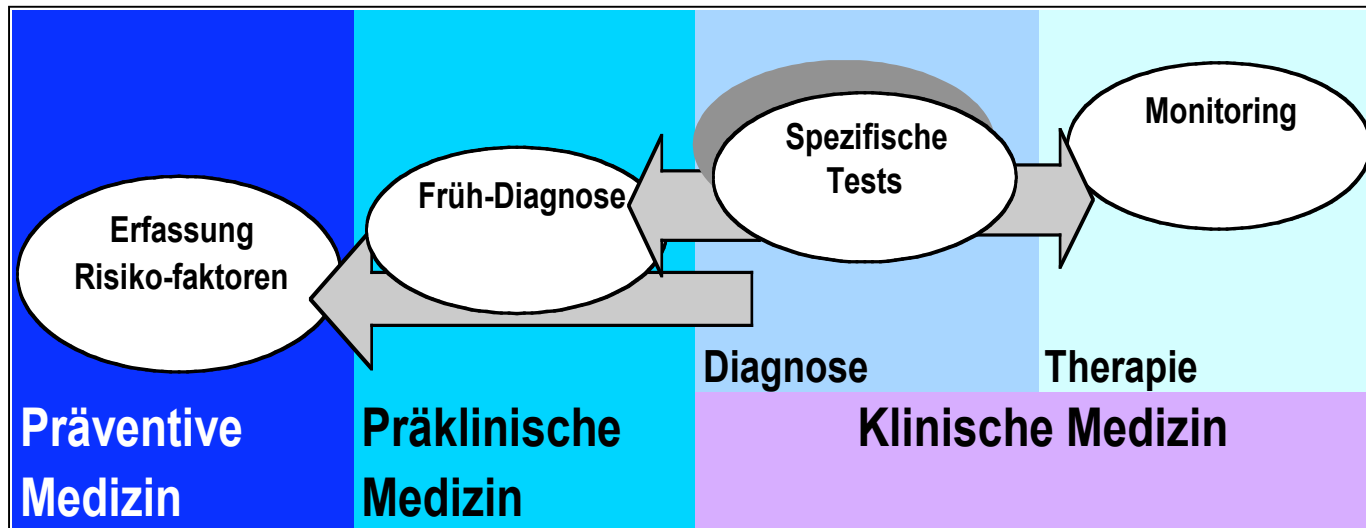 Erfassung
Risiko-faktoren
Früh-Diagnose
Spezifische
Tests
Monitoring
Diagnose
Therapie
Präventive
Medizin
Präklinische
Medizin
Klinische Medizin